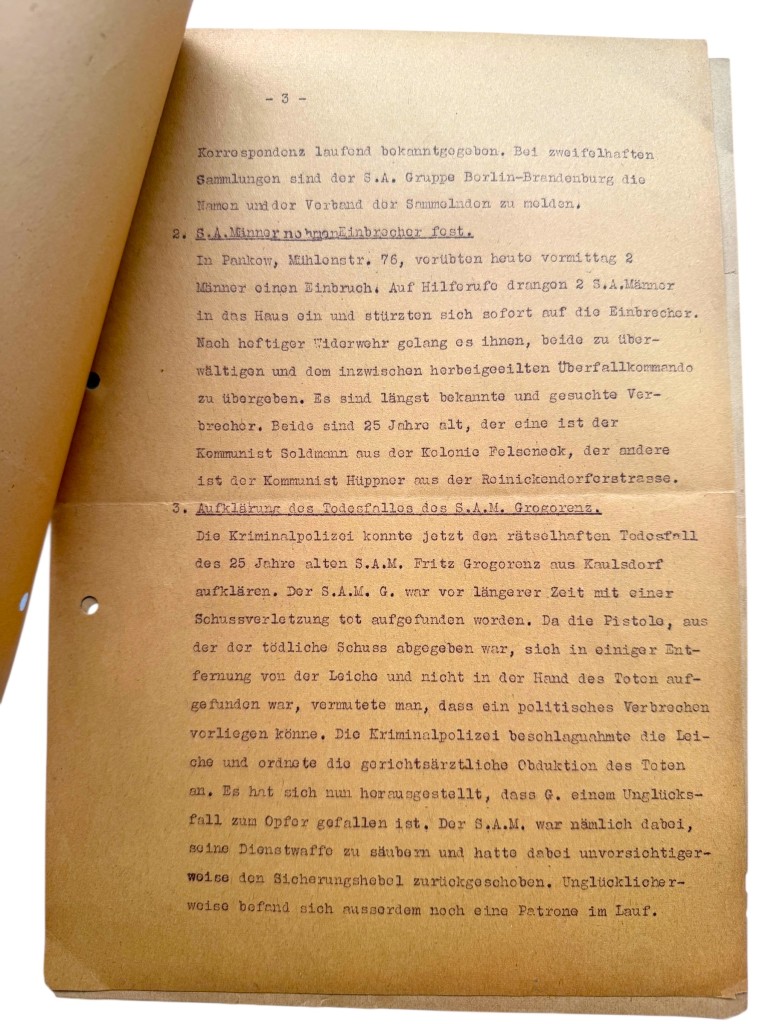 - 3 -
Korrespondenz laufend bekanntgegeben. Bei zweifelhaften
Sammlungen sind der S.A. Gruppe Berlin-Brandenburg die
Namen und der Verband der Sammelnden zu melden.
2. S.A.Männer nehmen Einbrecher fest.
In Pankow, Mühlenstr. 76, verübten heute vormittag 2
Männer einen Einbruch. Auf Hilferufe drangen 2 S.A.Männer
in das Haus ein und stürzten sich sofort auf die Einbrecher.
Nach heftiger Widerwehr gelang es ihnen, beide zu über-
wältigen und dem inzwischen herbeigeeilten Überfallkommando
zu übergeben. Es sind längst bekannte und gesuchte Ver-
brecher. Beide sind 25 Jahre alt, der eine ist der
Kommunist Seldmann aus der Kolonie Felseneck, der andere
ist der Kommunist Hüppner aus der Reinickendorferstrasse.
3. Aufklärung des Todesfalles des S.A.M. Gregorenz.
Die Kriminalpolizei konnte jetzt den rätselhaften Todesfall
des 25 Jahre alten S.A.M. Fritz Gregorenz aus Kaulsdorf
aufklären. Der S.A.M. G. war vor längerer Zeit mit einer
Schussverletzung tot aufgefunden worden. Da die Pistole, aus
der der tödliche Schuss abgegeben war, sich in einiger Ent-
fernung von der Leiche und nicht in der Hand des Toten auf-
gefunden war, vermutete man, dass ein politisches Verbrechen
vorliegen könne. Die Kriminalpolizei beschlagnahmte die Lei-
che und ordnete die gerichtsärztliche Obduktion des Toten
an. Es hat sich nun herausgestellt, dass G. einem Unglücks-
fall zum Opfer gefallen ist. Der S.A.M. war nämlich dabei,
seine Dienstwaffe zu säubern und hatte dabei unvorsichtiger-
weise den Sicherungshebel zurückgeschoben. Unglücklicher-
weise befand sich ausserdem noch eine Patrone im Lauf.